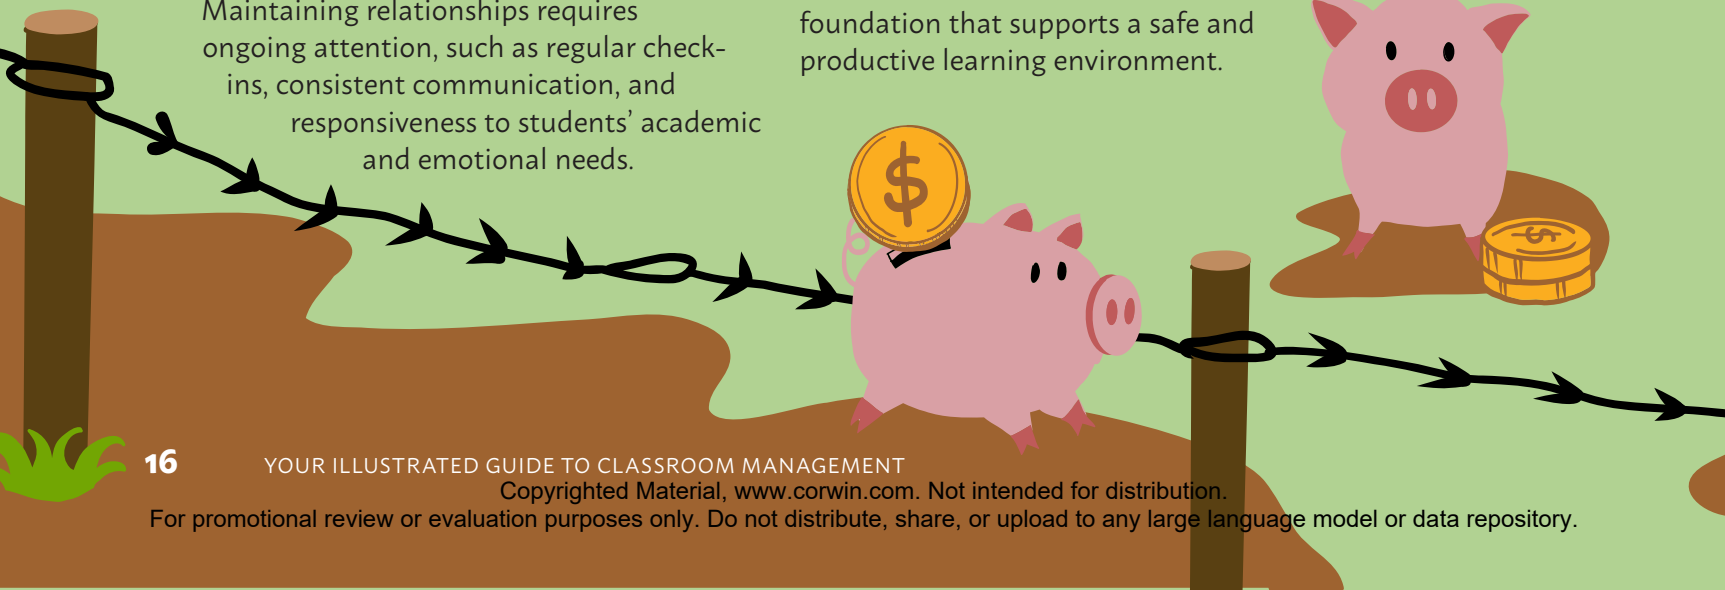 Maintaining relationships requires
ongoing attention, such as regular check-
ins, consistent communication, and
responsiveness to students’ academic
and emotional needs.
foundation that supports a safe and
productive learning environment.
$
$
16 YOUR ILLUSTRATED GUIDE TO CLASSROOM MANAGEMENT
Copyrighted Material, www.corwin.com. Not intended for distribution.
For promotional review or evaluation purposes only. Do not distribute, share, or upload to any large language model or data repository.